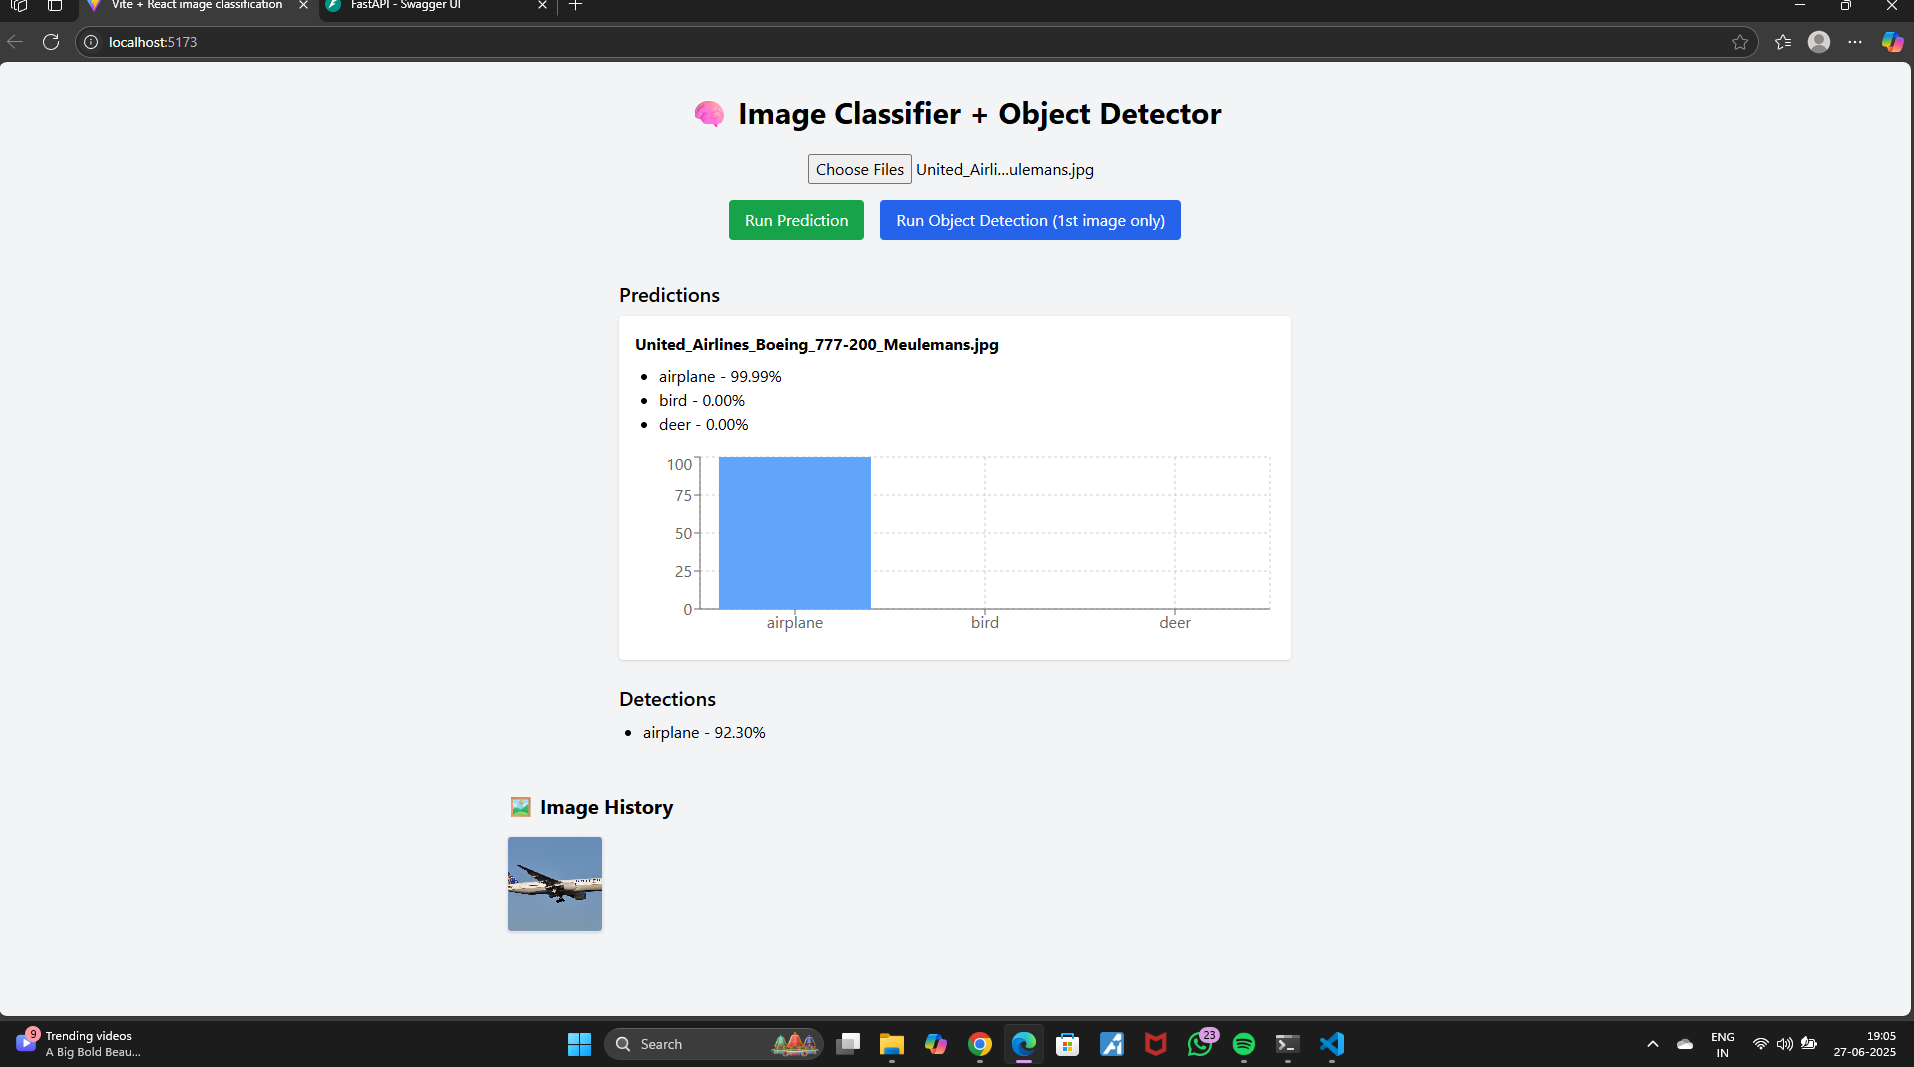 Vite + React image classification
FastAPI - Swagger UI
localhost:5173
Image Classifier + Object Detector
Choose Files United_Airli...ulemans.jpg
Run Prediction
Run Object Detection (1st image only)
Predictions
United_Airlines_Boeing_777-200_Meulemans.jpg
airplane - 99.99%
bird - 0.00%
deer - 0.00%
100
75
50
25
0
airplane bird deer
Detections
airplane - 92.30%
Image History
UNITED
9
Trending videos
A Big Bold Beau...
Search
23
ENG
IN
19:05
27-06-2025